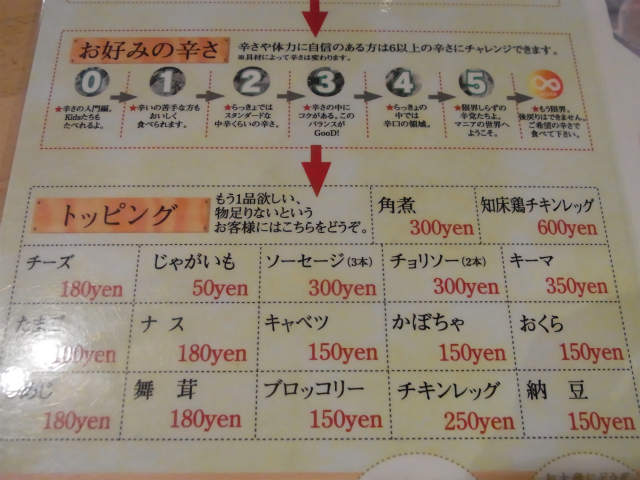 お好みの辛さ
辛さや体力に自信のある方は6以上の辛さにチャレンジできます。
※具材によって辛さは変わります。
0 1 2 3 4 5 ∞
★辛さの入門編。
Kidsたちも
たべれるよ。
★辛いの苦手な方も
おいしく
食べられます。
★らっきょでは
スタンダードな
中辛くらいの辛さ。
★辛さの中に
コクがある。この
バランスが
GooD!
★らっきょの
中では
辛口の領域。
★限界しらずの
辛党たちよ。
マニアの世界へ
ようこそ。
★もう限界。
後戻りはできません。
ご希望の辛さで
食べて下さい。
トッピング
もう1品欲しい、
物足りないという
お客様にはこちらをどうぞ。
角煮
300yen
知床鶏チキンレッグ
600yen
チーズ
180yen
じゃがいも
50yen
ソーセージ(3本)
300yen
チョリソー(2本)
300yen
キーマ
350yen
たまご
100yen
ナス
180yen
キャベツ
150yen
かぼちゃ
150yen
おくら
150yen
しめじ
180yen
舞茸
180yen
ブロッコリー
150yen
チキンレッグ
250yen
納豆
150yen